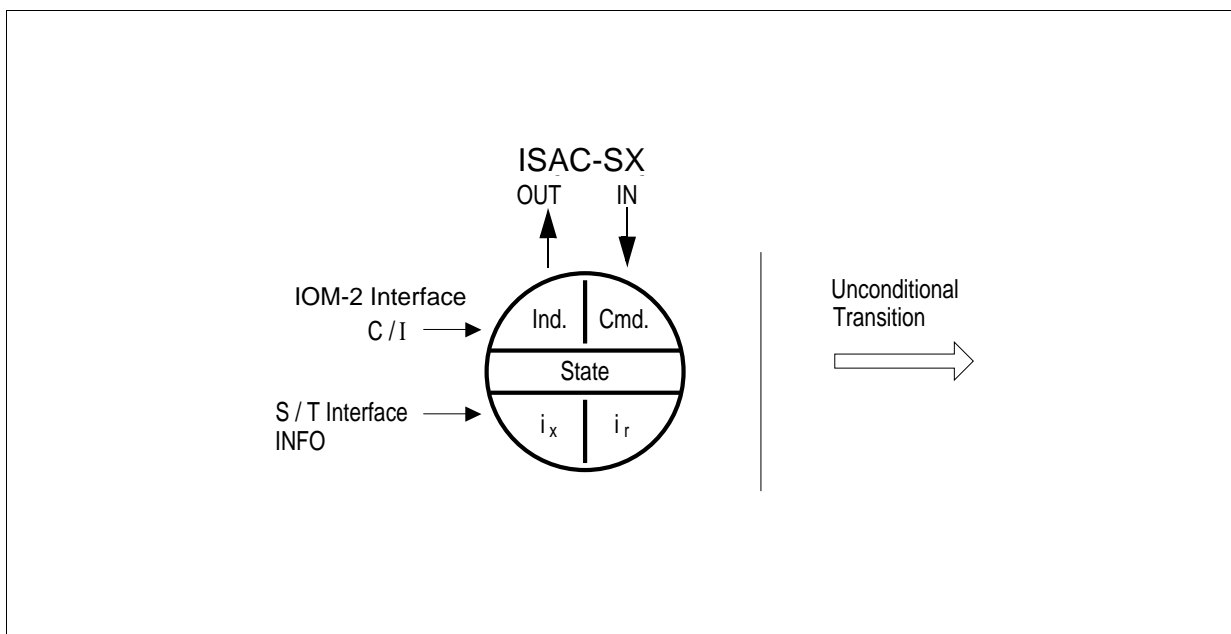 ISAC-SX
OUT IN
IOM-2 Interface
C / I
Ind. Cmd.
State
S / T Interface
INFO
i x i r
Unconditional
Transition